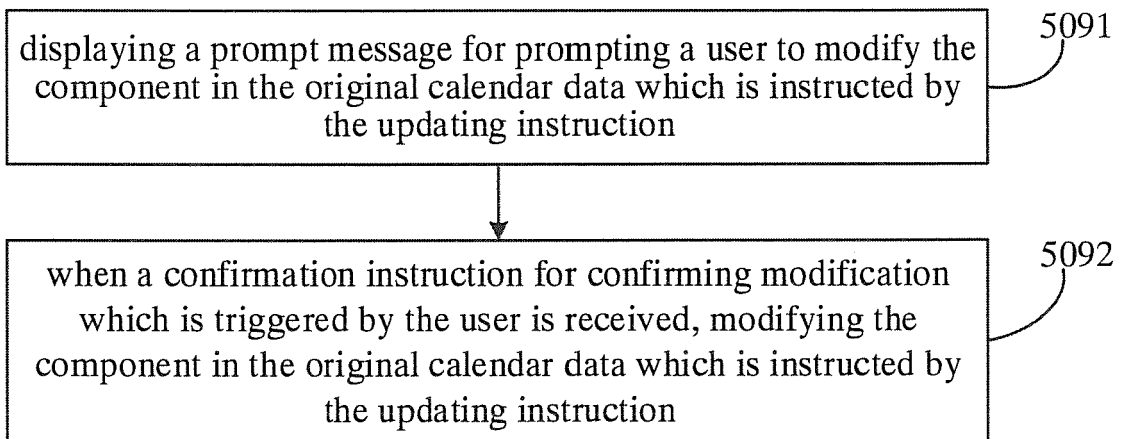 5091
displaying a prompt message for prompting a user to modify the
component in the original calendar data which is instructed by
the updating instruction
5092
when a confirmation instruction for confirming modification
which is triggered by the user is received, modifying the
component in the original calendar data which is instructed by
the updating instruction